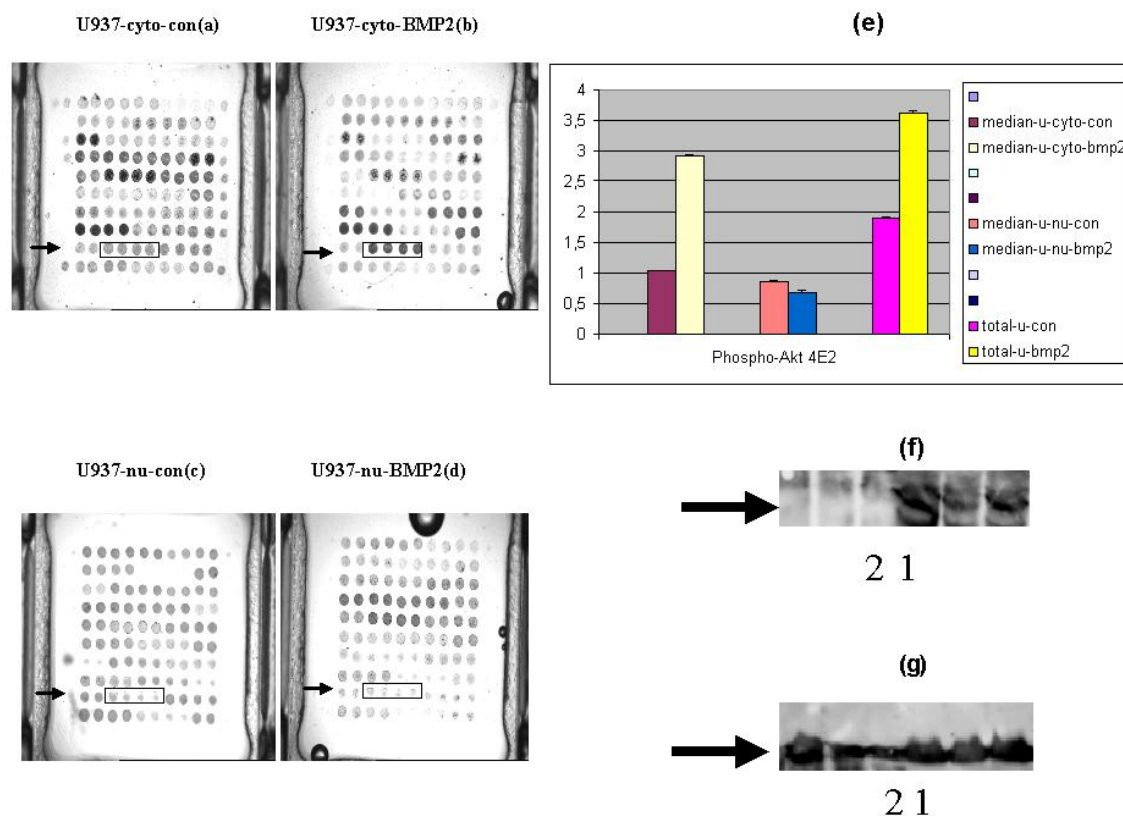 U937-cyto-con(a)
U937-cyto-BMP2(b)
(e)
4
3,5
3
2,5
2
1,5
1
0,5
0
Phospho-Akt 4E2
median-u-cyto-con
median-u-cyto-bmp2
median-u-nu-con
median-u-nu-bmp2
total-u-con
total-u-bmp2
U937-nu-con(c)
U937-nu-BMP2(d)
(f)
2 1
(g)
2 1